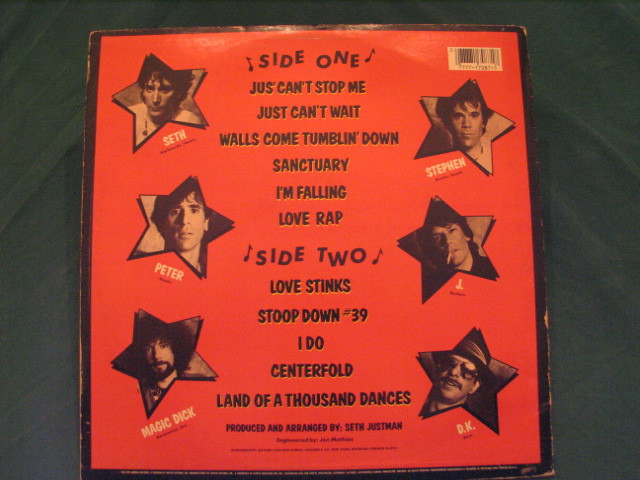 SIDE ONE
JUS' CAN'T STOP ME
JUST CAN'T WAIT
WALLS COME TUMBLIN' DOWN
SANCTUARY
I'M FALLING
LOVE RAP
SIDE TWO
LOVE STINKS
STOOP DOWN #39
I DO
CENTERFOLD
LAND OF A THOUSAND DANCES
PRODUCED AND ARRANGED BY: SETH JUSTMAN
Engineered by: Jon Mathias
SETH
PETER
MAGIC DICK
STEPHEN
J.
D.K.